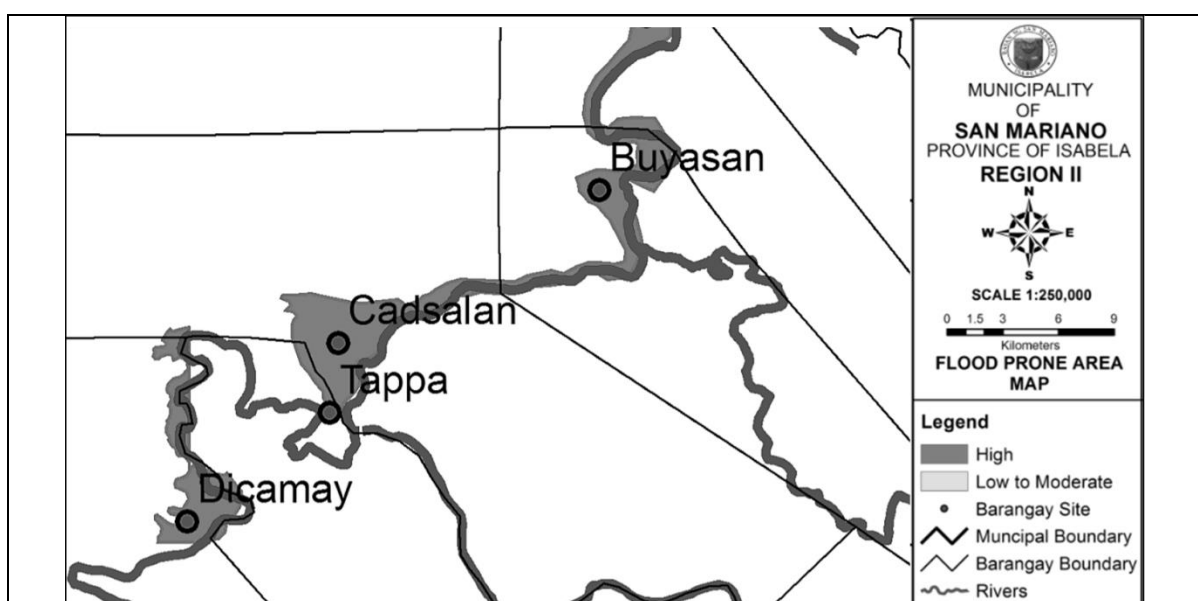 Buyasan
Cadsalan
Tappa
Dicamay
MUNICIPALITY
OF
SAN MARIANO
PROVINCE OF ISABELA
REGION II
N
W E
S
SCALE 1:250,000
0 1.5 3 6 9
Kilometers
FLOOD PRONE AREA
MAP
Legend
High
Low to Moderate
Barangay Site
Muncipal Boundary
Barangay Boundary
Rivers